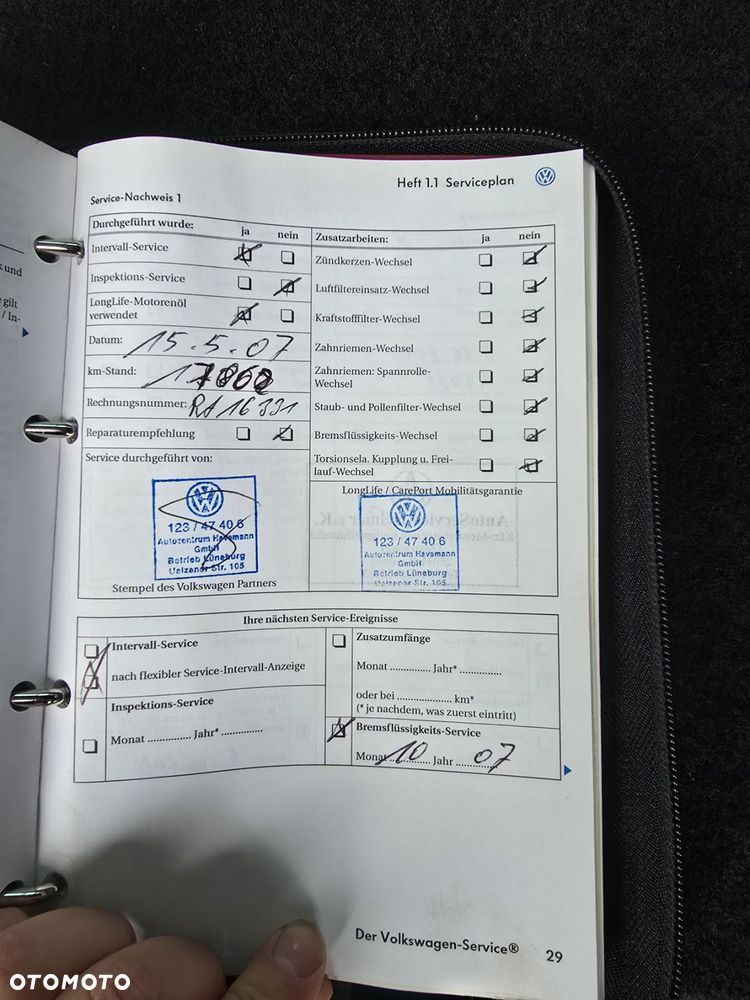 Heft 1.1 Serviceplan
Service-Nachweis 1
Durchgeführt wurde: ja nein
Intervall-Service
Inspektions-Service
LongLife-Motorenöl
verwendet
Datum: 15.5.07
km-Stand:
Rechnungsnummer: RA 16331
Reparaturempfehlung
Service durchgeführt von:
123 / 47 40 6
Autozentrum Havemann
GmbH
Betrieb Lüneburg
Uelzener Str. 105
Stempel des Volkswagen Partners
Zusatzarbeiten: ja nein
Zündkerzen-Wechsel
Luftfiltereinsatz-Wechsel
Kraftstofffilter-Wechsel
Zahnriemen-Wechsel
Zahnriemen: Spannrolle-
Wechsel
Staub- und Pollenfilter-Wechsel
Bremsflüssigkeits-Wechsel
Torsionsela. Kupplung u. Frei-
lauf-Wechsel
LongLife / CarePort Mobilitätsgarantie
123 / 47 40 6
Autozentrum Havemann
GmbH
Betrieb Lüneburg
Uelzener Str. 105
Ihre nächsten Service-Ereignisse
Intervall-Service
nach flexibler Service-Intervall-Anzeige
Inspektions-Service
Monat .............. Jahr* ..............
Zusatzumfänge
Monat .............. Jahr* ..............
oder bei .................... km*
(* je nachdem, was zuerst eintritt)
Bremsflüssigkeits-Service
Monat 10 Jahr 07
Der Volkswagen-Service® 29
OTOMOTO